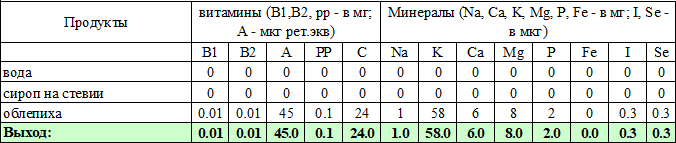 Продукты витамины (B1,B2, pp - в мг; Минералы (Na, Ca, K, Mg, P, Fe - в мг; I, Se -
А - мкг рет.экв) в мкг)
B1 B2 A PP C Na K Ca Mg P Fe I Se
вода 0 0 0 0 0 0 0 0 0 0 0 0 0
сироп на стевии 0 0 0 0 0 0 0 0 0 0 0 0 0
облепиха 0.01 0.01 45 0.1 24 1 58 6 8 2 0 0.3 0.3
Выход: 0.01 0.01 45.0 0.1 24.0 1.0 58.0 6.0 8.0 2.0 0.0 0.3 0.3